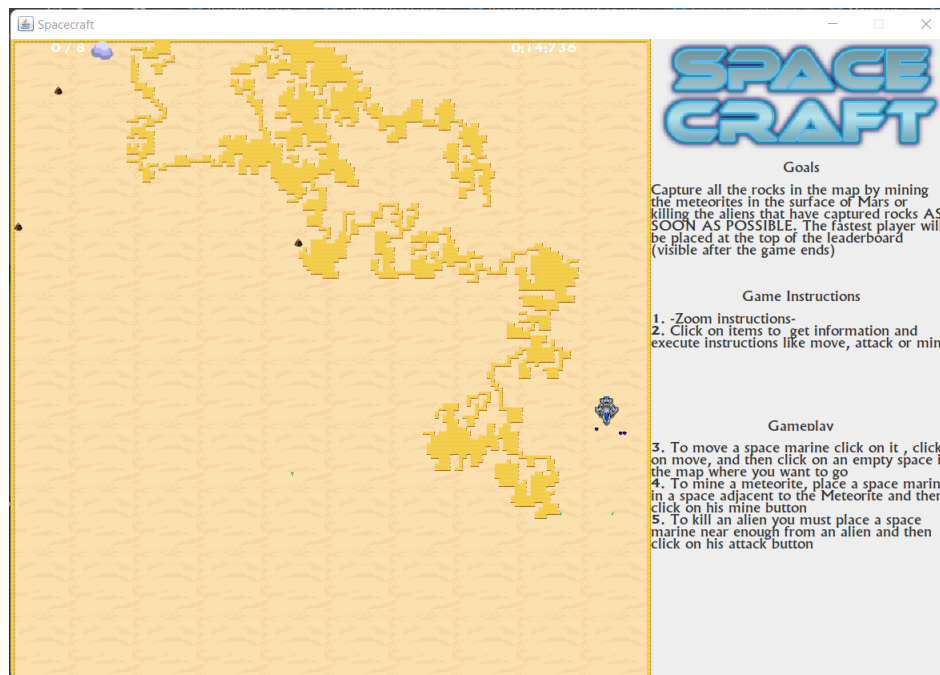 Spacecraft
0 / 8
0:14:736
SPACE
CRAFT
Goals
Capture all the rocks in the map by mining
the meteorites in the surface of Mars or
killing the aliens that have captured rocks AS
SOON AS POSSIBLE. The fastest player will
be placed at the top of the leaderboard
(visible after the game ends)
Game Instructions
1. -Zoom instructions-
2. Click on items to get information and
execute instructions like move, attack or min
Gameplay
3. To move a space marine click on it , click
on move, and then click on an empty space i
the map where you want to go
4. To mine a meteorite, place a space marin
in a space adjacent to the Meteorite and then
click on his mine button
5. To kill an alien you must place a space
marine near enough from an alien and then
click on his attack button